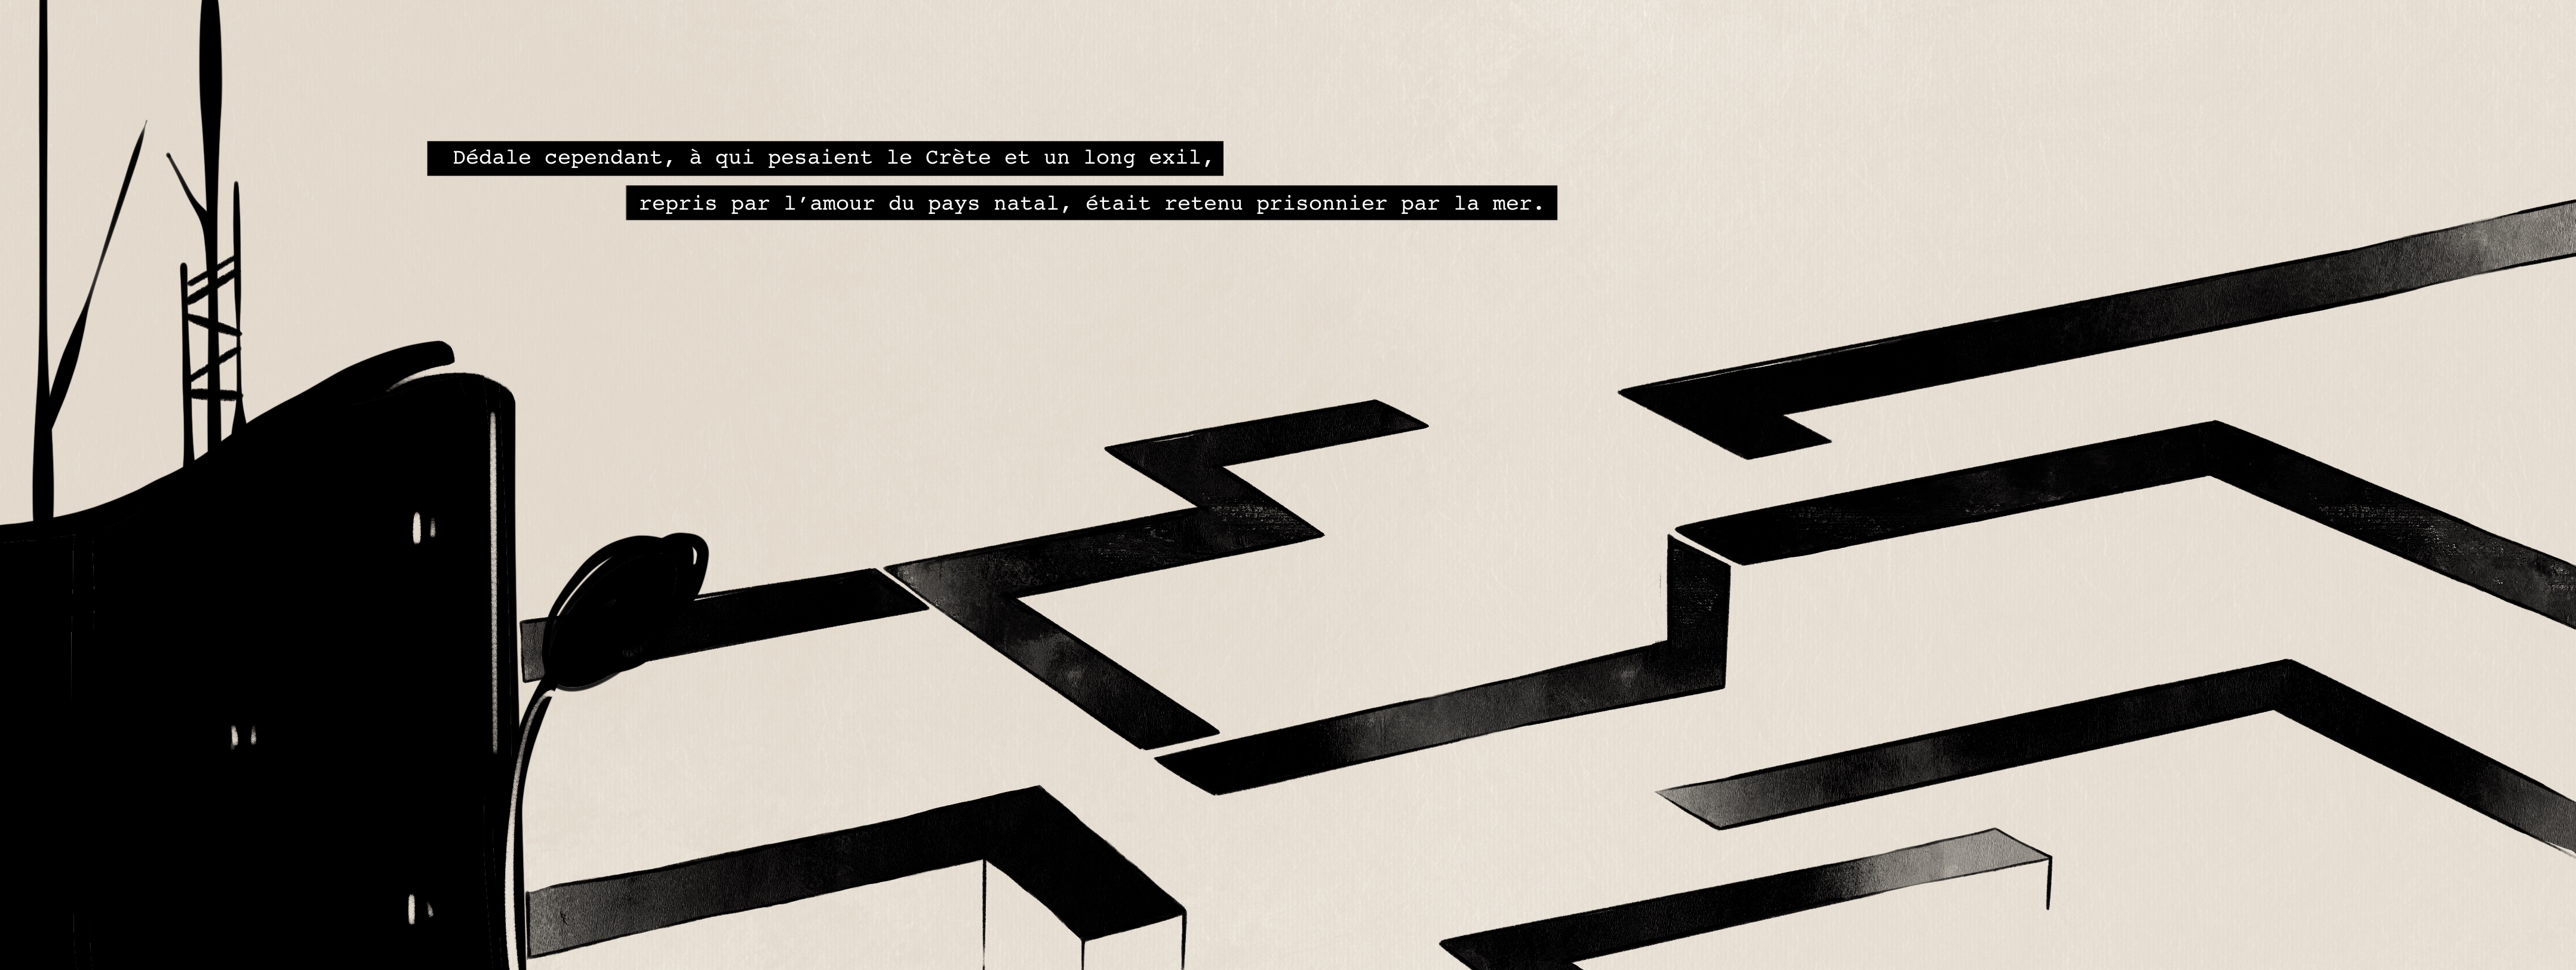 Dédale cependant, à qui pesaient le Crète et un long exil,
repris par l’amour du pays natal, était retenu prisonnier par la mer.